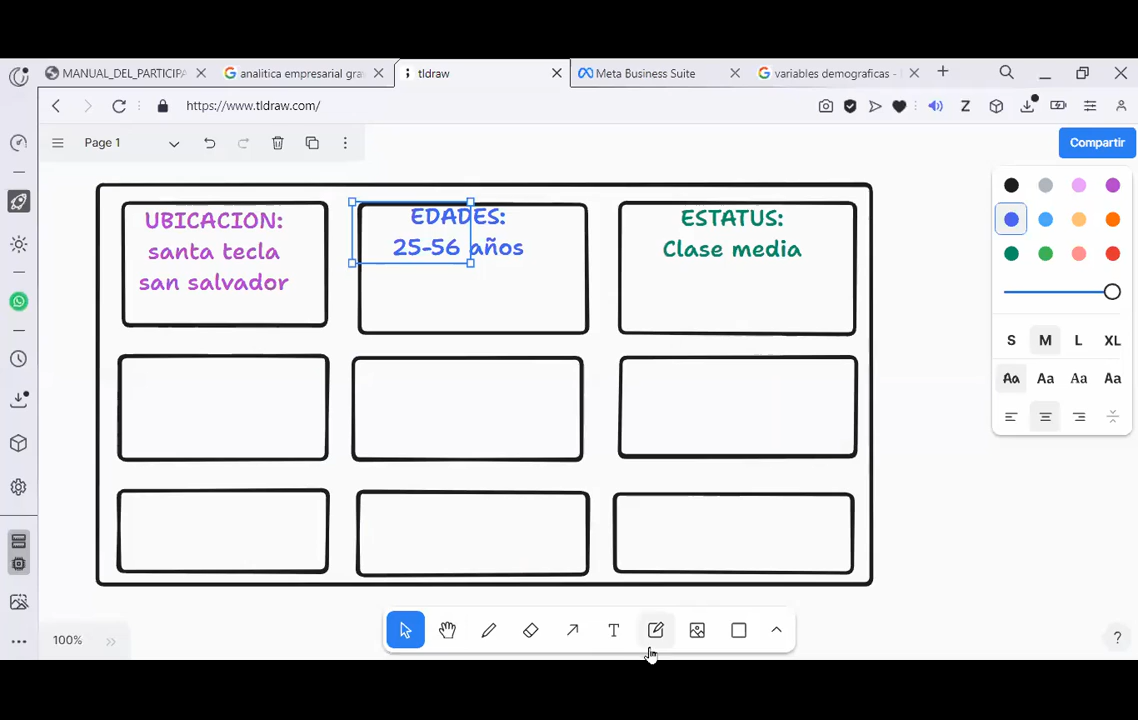 MANUAL_DEL_PARTICIPA
analitica empresarial gra
tldraw
Meta Business Suite
variables demograficas -
https://www.tldraw.com/
Z
Page 1
Compartir
UBICACION:
santa tecla
san salvador
EDADES:
25-56 años
ESTATUS:
Clase media
S M L XL
Aa Aa Aa Aa
T
100%
?